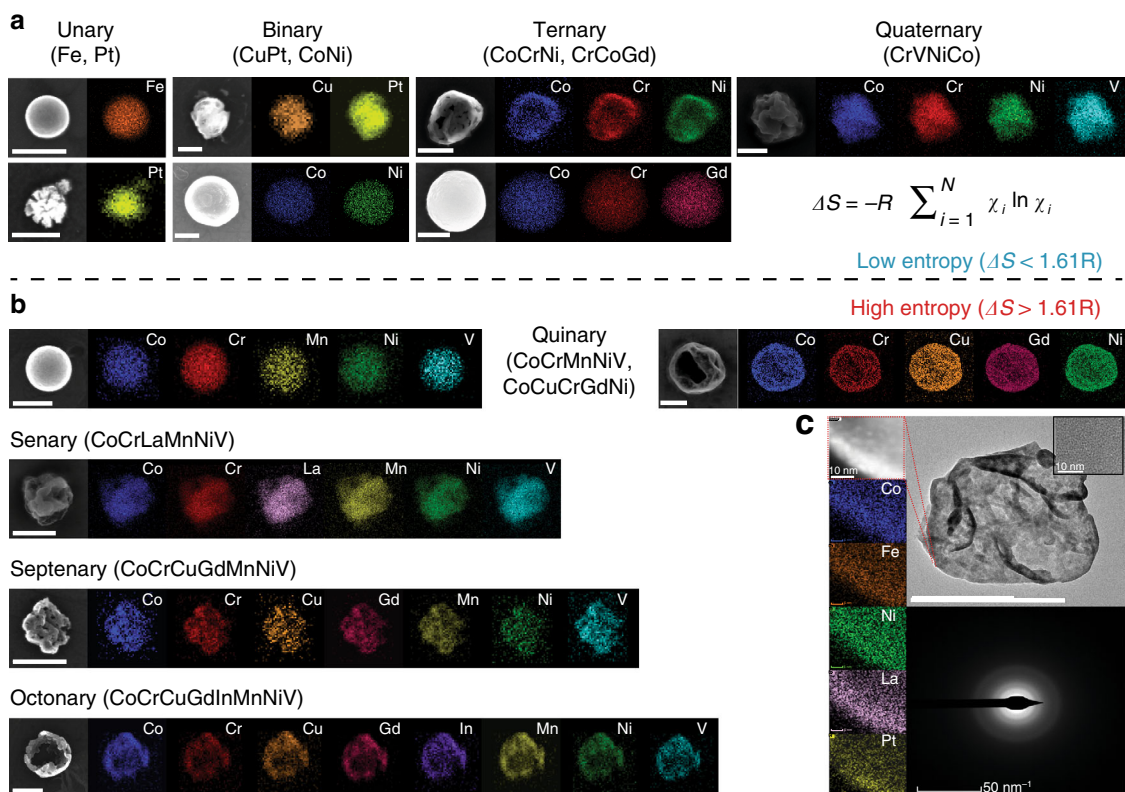 a
Unary
(Fe, Pt)
Binary
(CuPt, CoNi)
Ternary
(CoCrNi, CrCoGd)
Quaternary
(CrVNiCo)
Fe
Cu Pt
Co Cr Ni
Co Cr Ni V
Pt
Co Ni
Co Cr Gd
ΔS = –R ∑ᵢ₌₁ᴺ χᵢ ln χᵢ
Low entropy (ΔS < 1.61R)
b
High entropy (ΔS > 1.61R)
Co Cr Mn Ni V
Quinary
(CoCrMnNiV,
CoCuCrGdNi)
Co Cr Cu Gd Ni
Senary (CoCrLaMnNiV)
Co Cr La Mn Ni V
Septenary (CoCrCuGdMnNiV)
Co Cr Cu Gd Mn Ni V
Octonary (CoCrCuGdInMnNiV)
Co Cr Cu Gd In Mn Ni V
c
10 nm
10 nm
Co
Fe
Ni
La
Pt
50 nm⁻¹